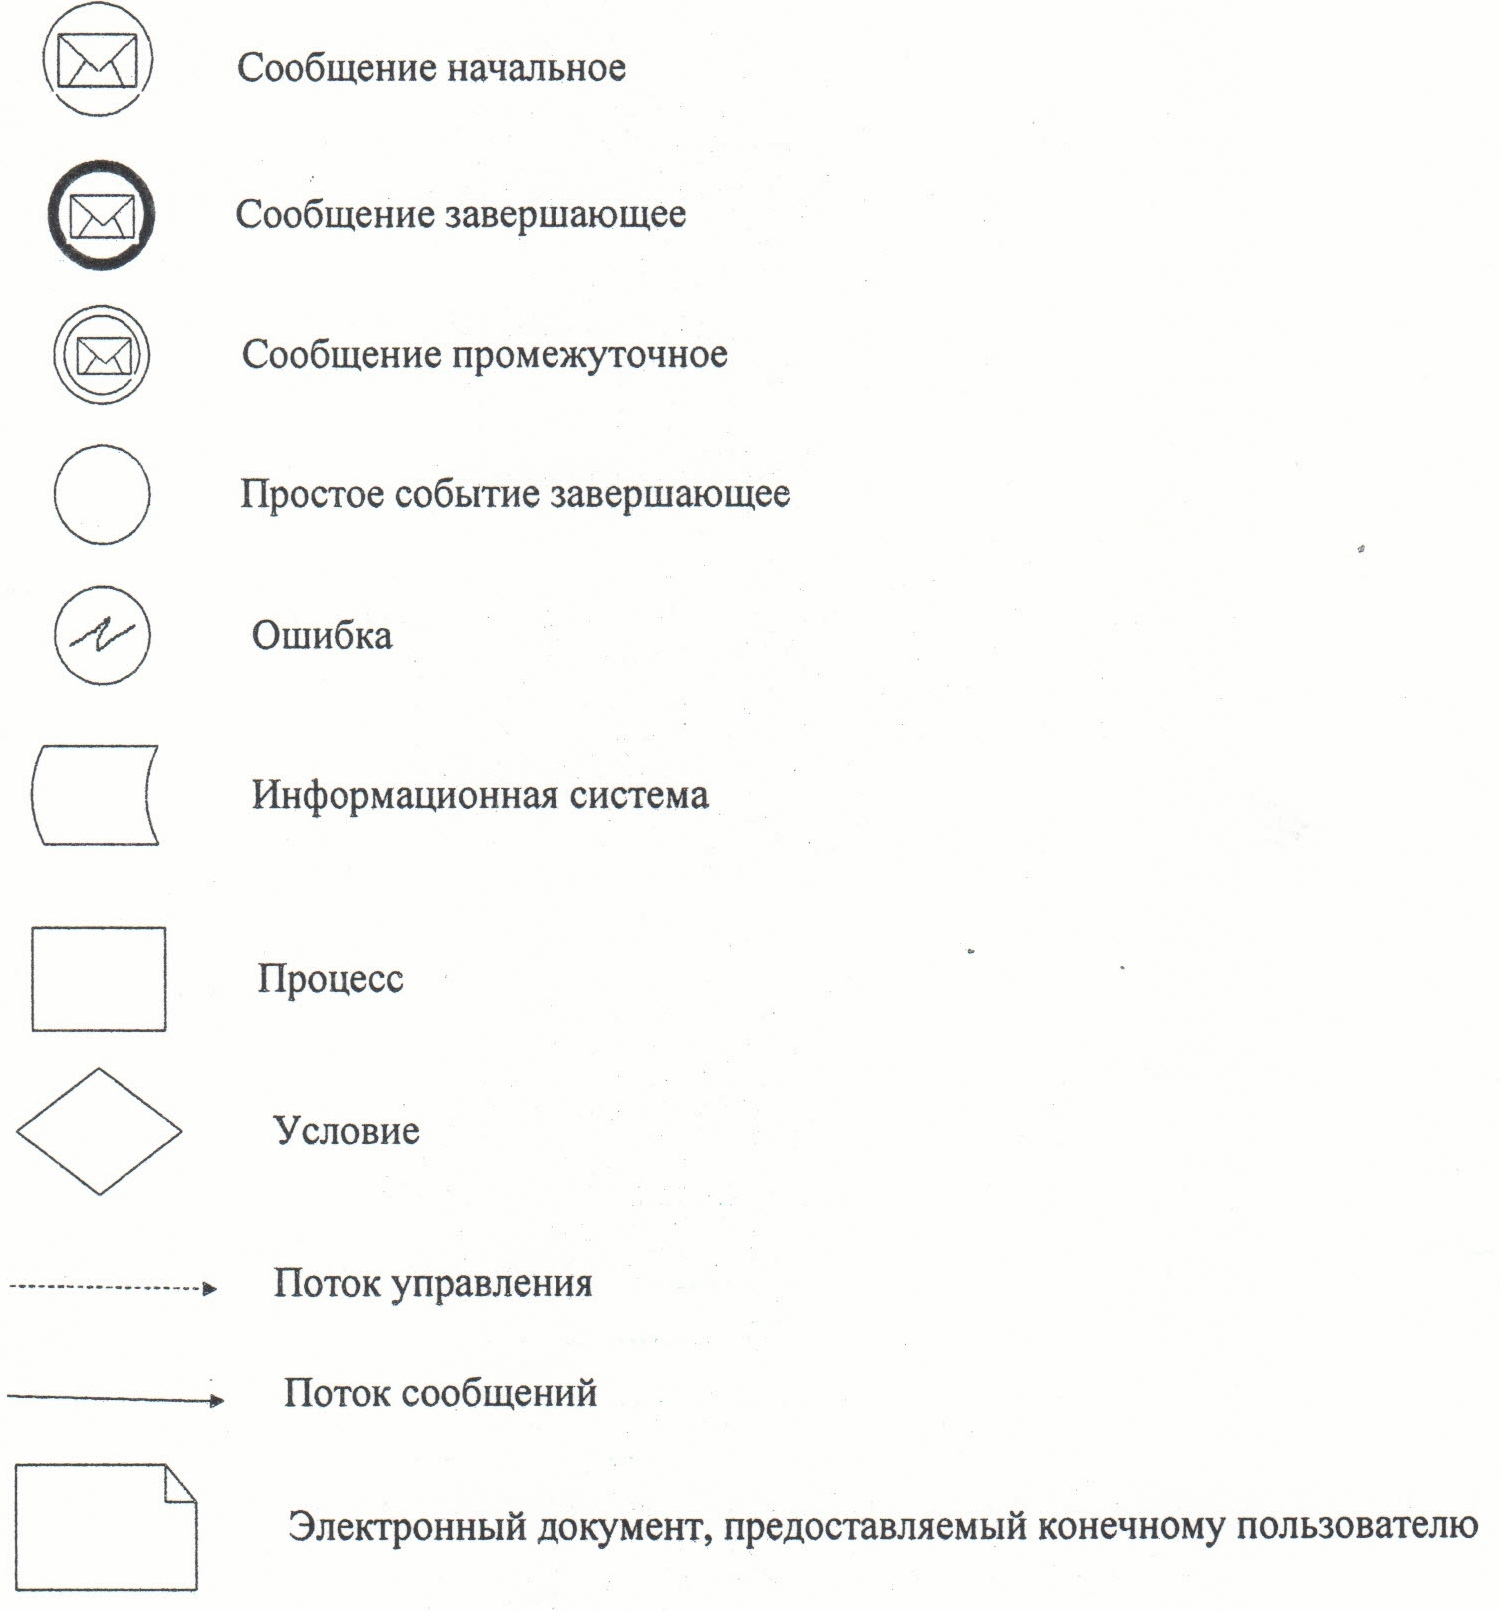 Сообщение начальное
Сообщение завершающее
Сообщение промежуточное
Простое событие завершающее
Ошибка
Информационная система
Процесс
Условие
Поток управления
Поток сообщений
Электронный документ, предоставляемый конечному пользователю